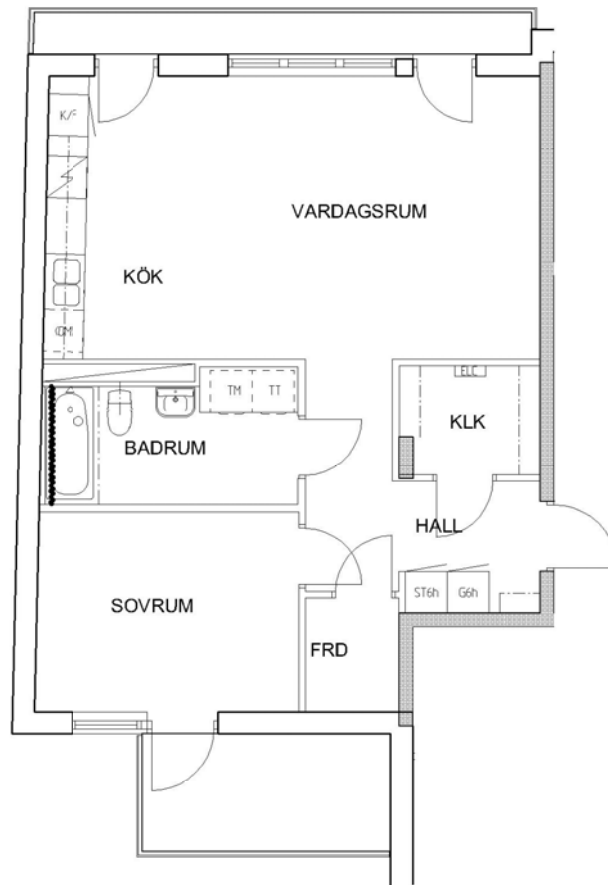 K/F
VARDAGSRUM
KÖK
DM
ELC
TM TT
KLK
BADRUM
HALL
ST6h G6h
SOVRUM
FRD